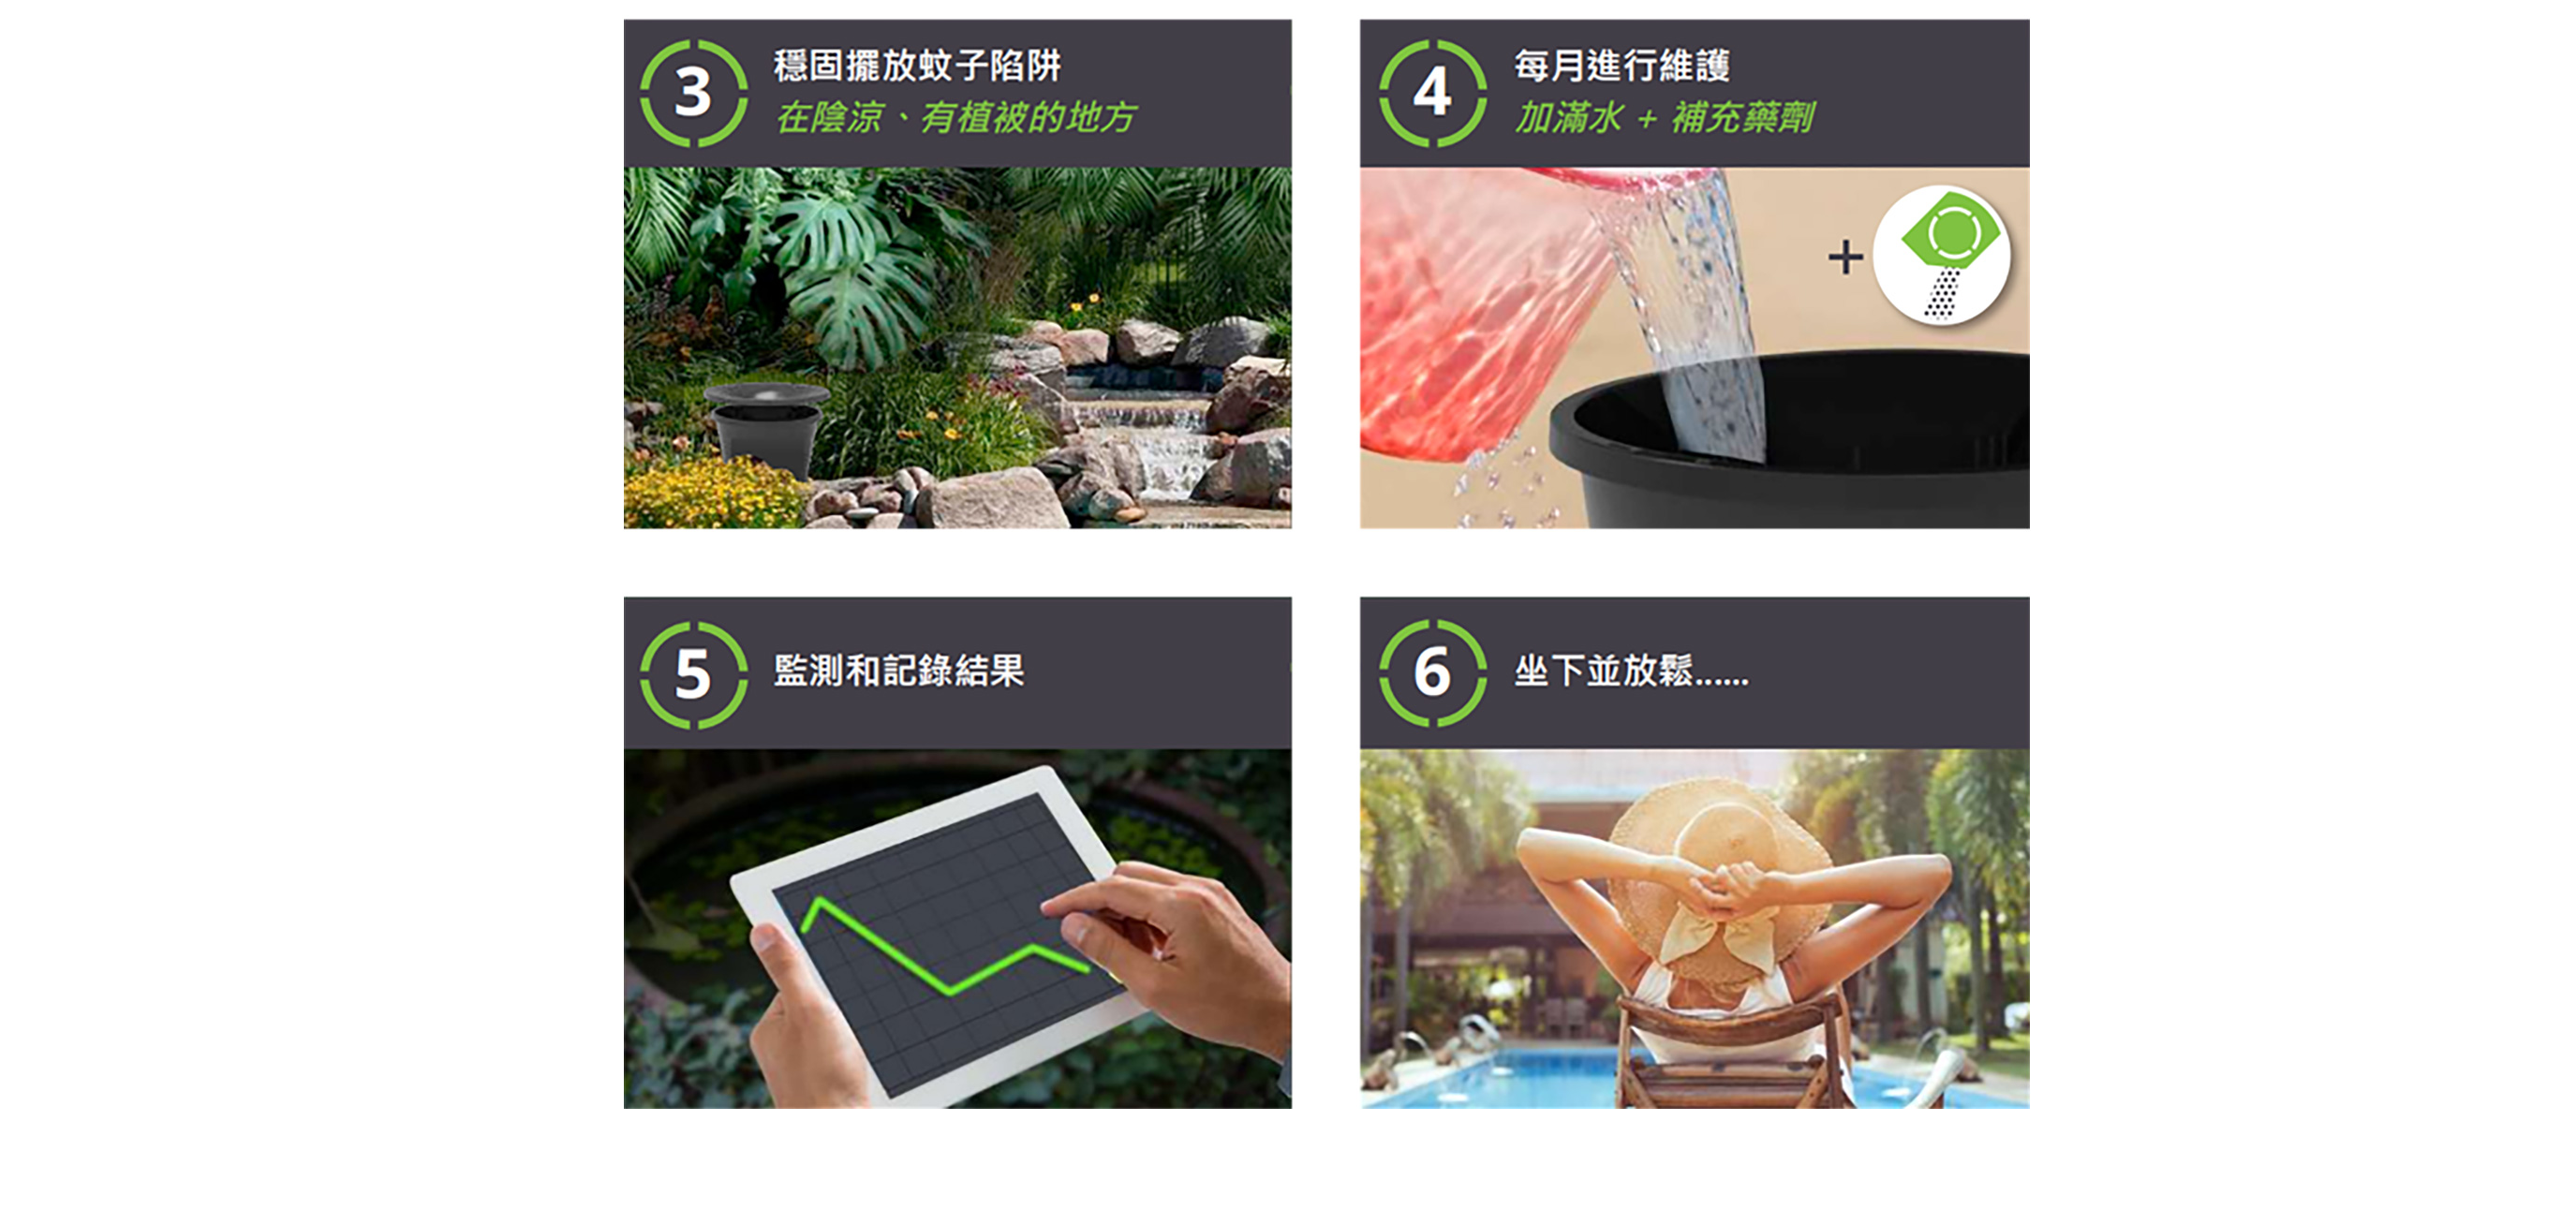 3
穩固擺放蚊子陷阱
在陰涼、有植被的地方
4
每月進行維護
加滿水 + 補充藥劑
+
5
監測和記錄結果
6
坐下並放鬆......